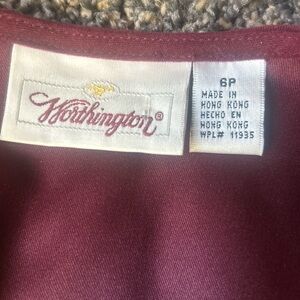 Worthington®
6P
MADE IN
HONG KONG
HECHO EN
HONG KONG
WPL# 11935